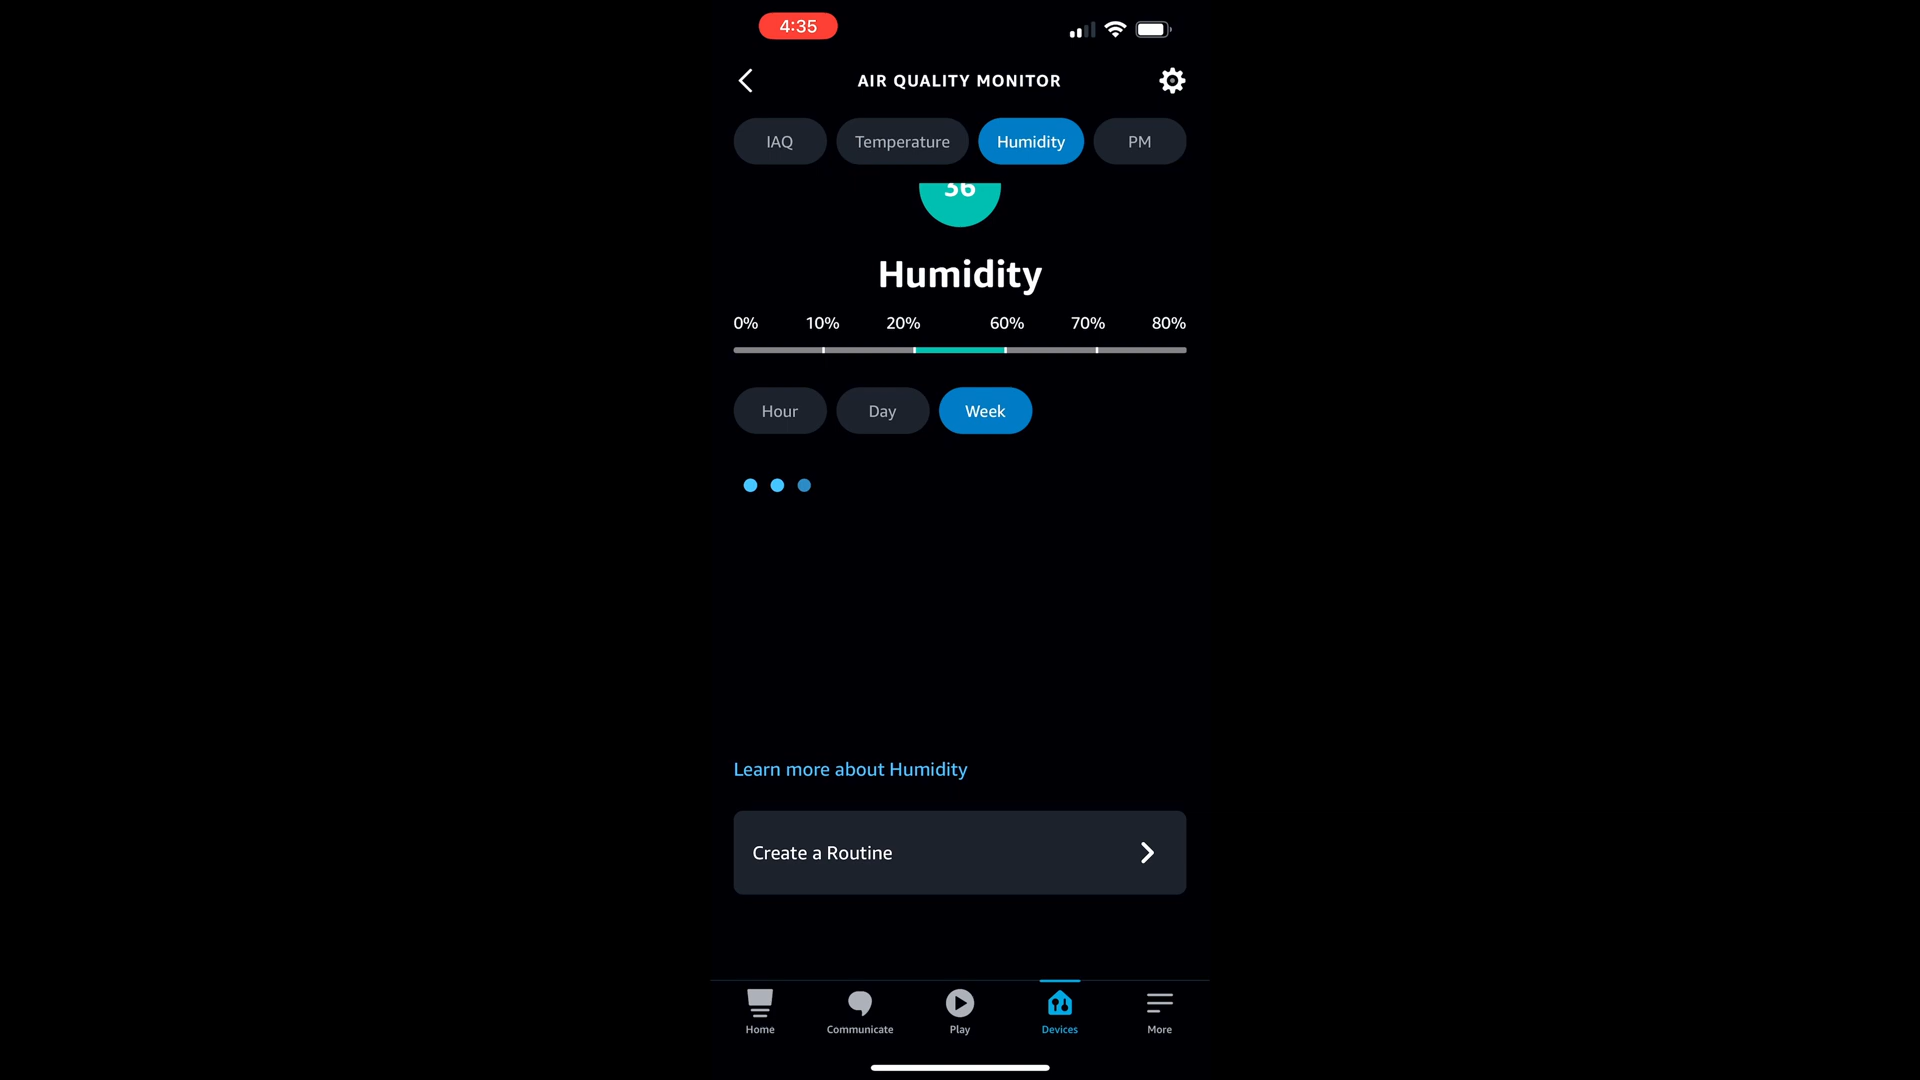 4:35
AIR QUALITY MONITOR
IAQ Temperature Humidity PM
36
Humidity
0% 10% 20% 60% 70% 80%
Hour Day Week
Learn more about Humidity
Create a Routine
Home Communicate Play Devices More